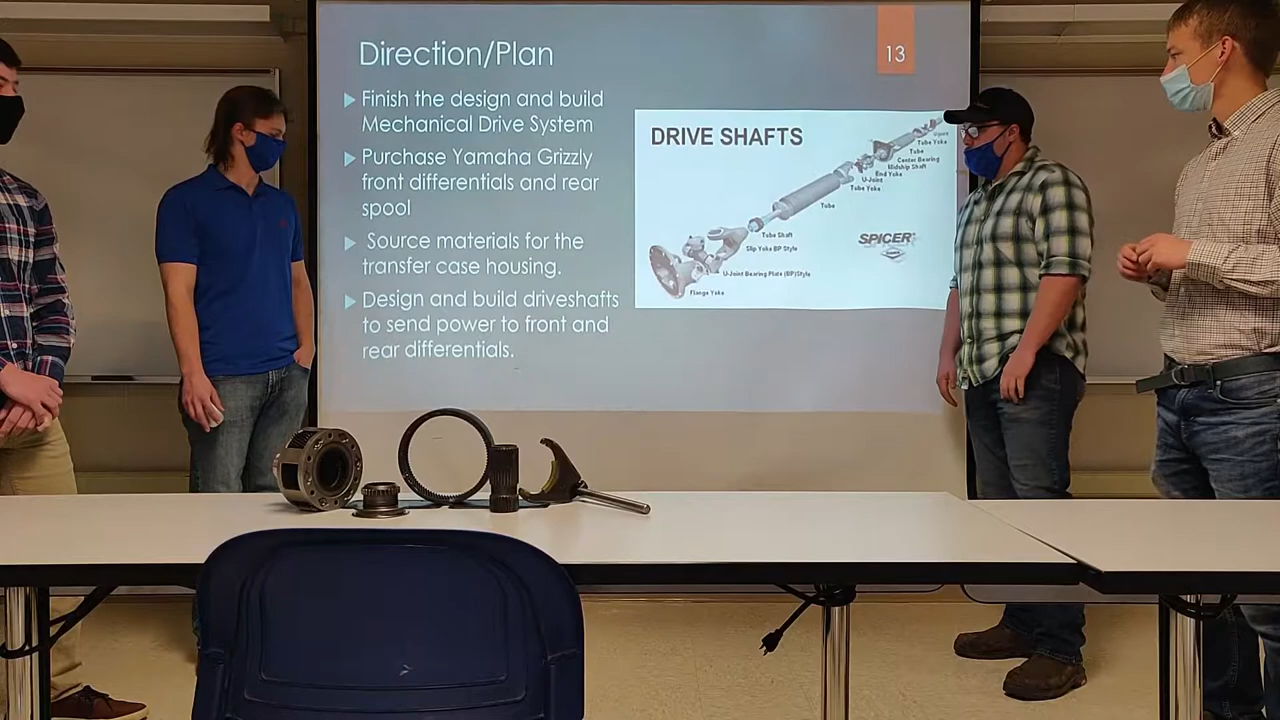 Direction/Plan
13
Finish the design and build
Mechanical Drive System
Purchase Yamaha Grizzly
front differentials and rear
spool
Source materials for the
transfer case housing.
Design and build driveshafts
to send power to front and
rear differentials.
DRIVE SHAFTS
Tube Yoke
Tube
Center Bearing
Midship Shaft
End Yoke
U-Joint
Tube Yoke
Tube
Tube Shaft
Slip Yoke BP Style
U-Joint Bearing Plate (BP)Style
Flange Yoke
SPICER